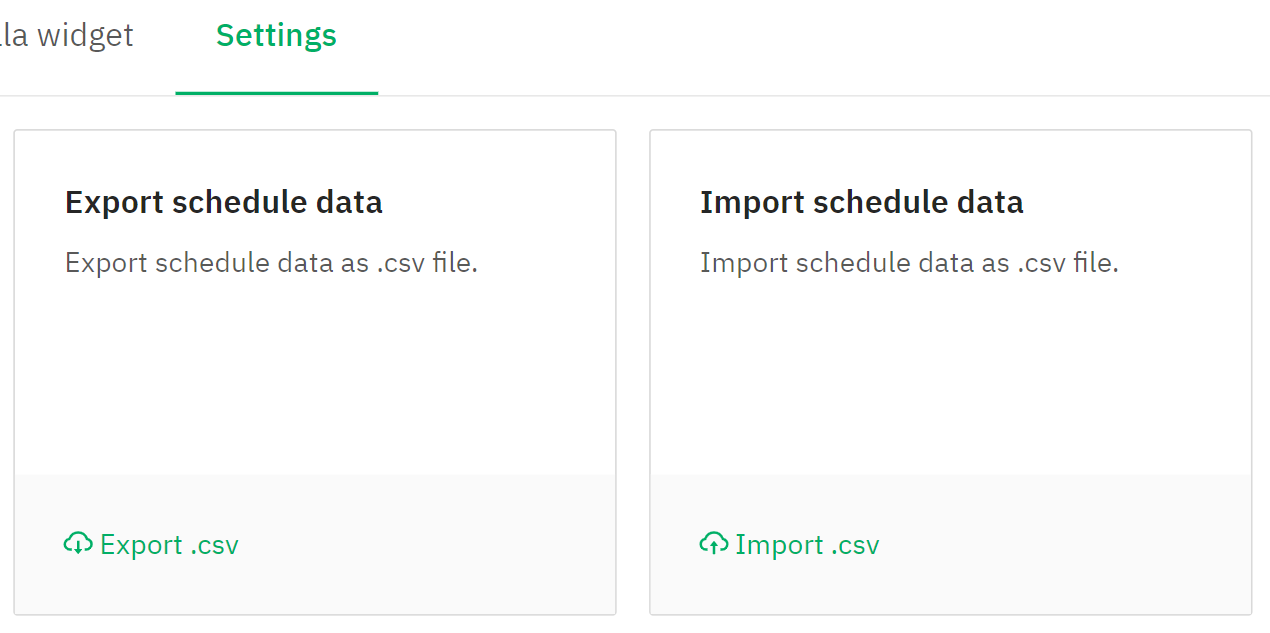 widget
Settings
Export schedule data
Import schedule data
Export schedule data as .csv file.
Import schedule data as .csv file.
Export .csv
Import .csv